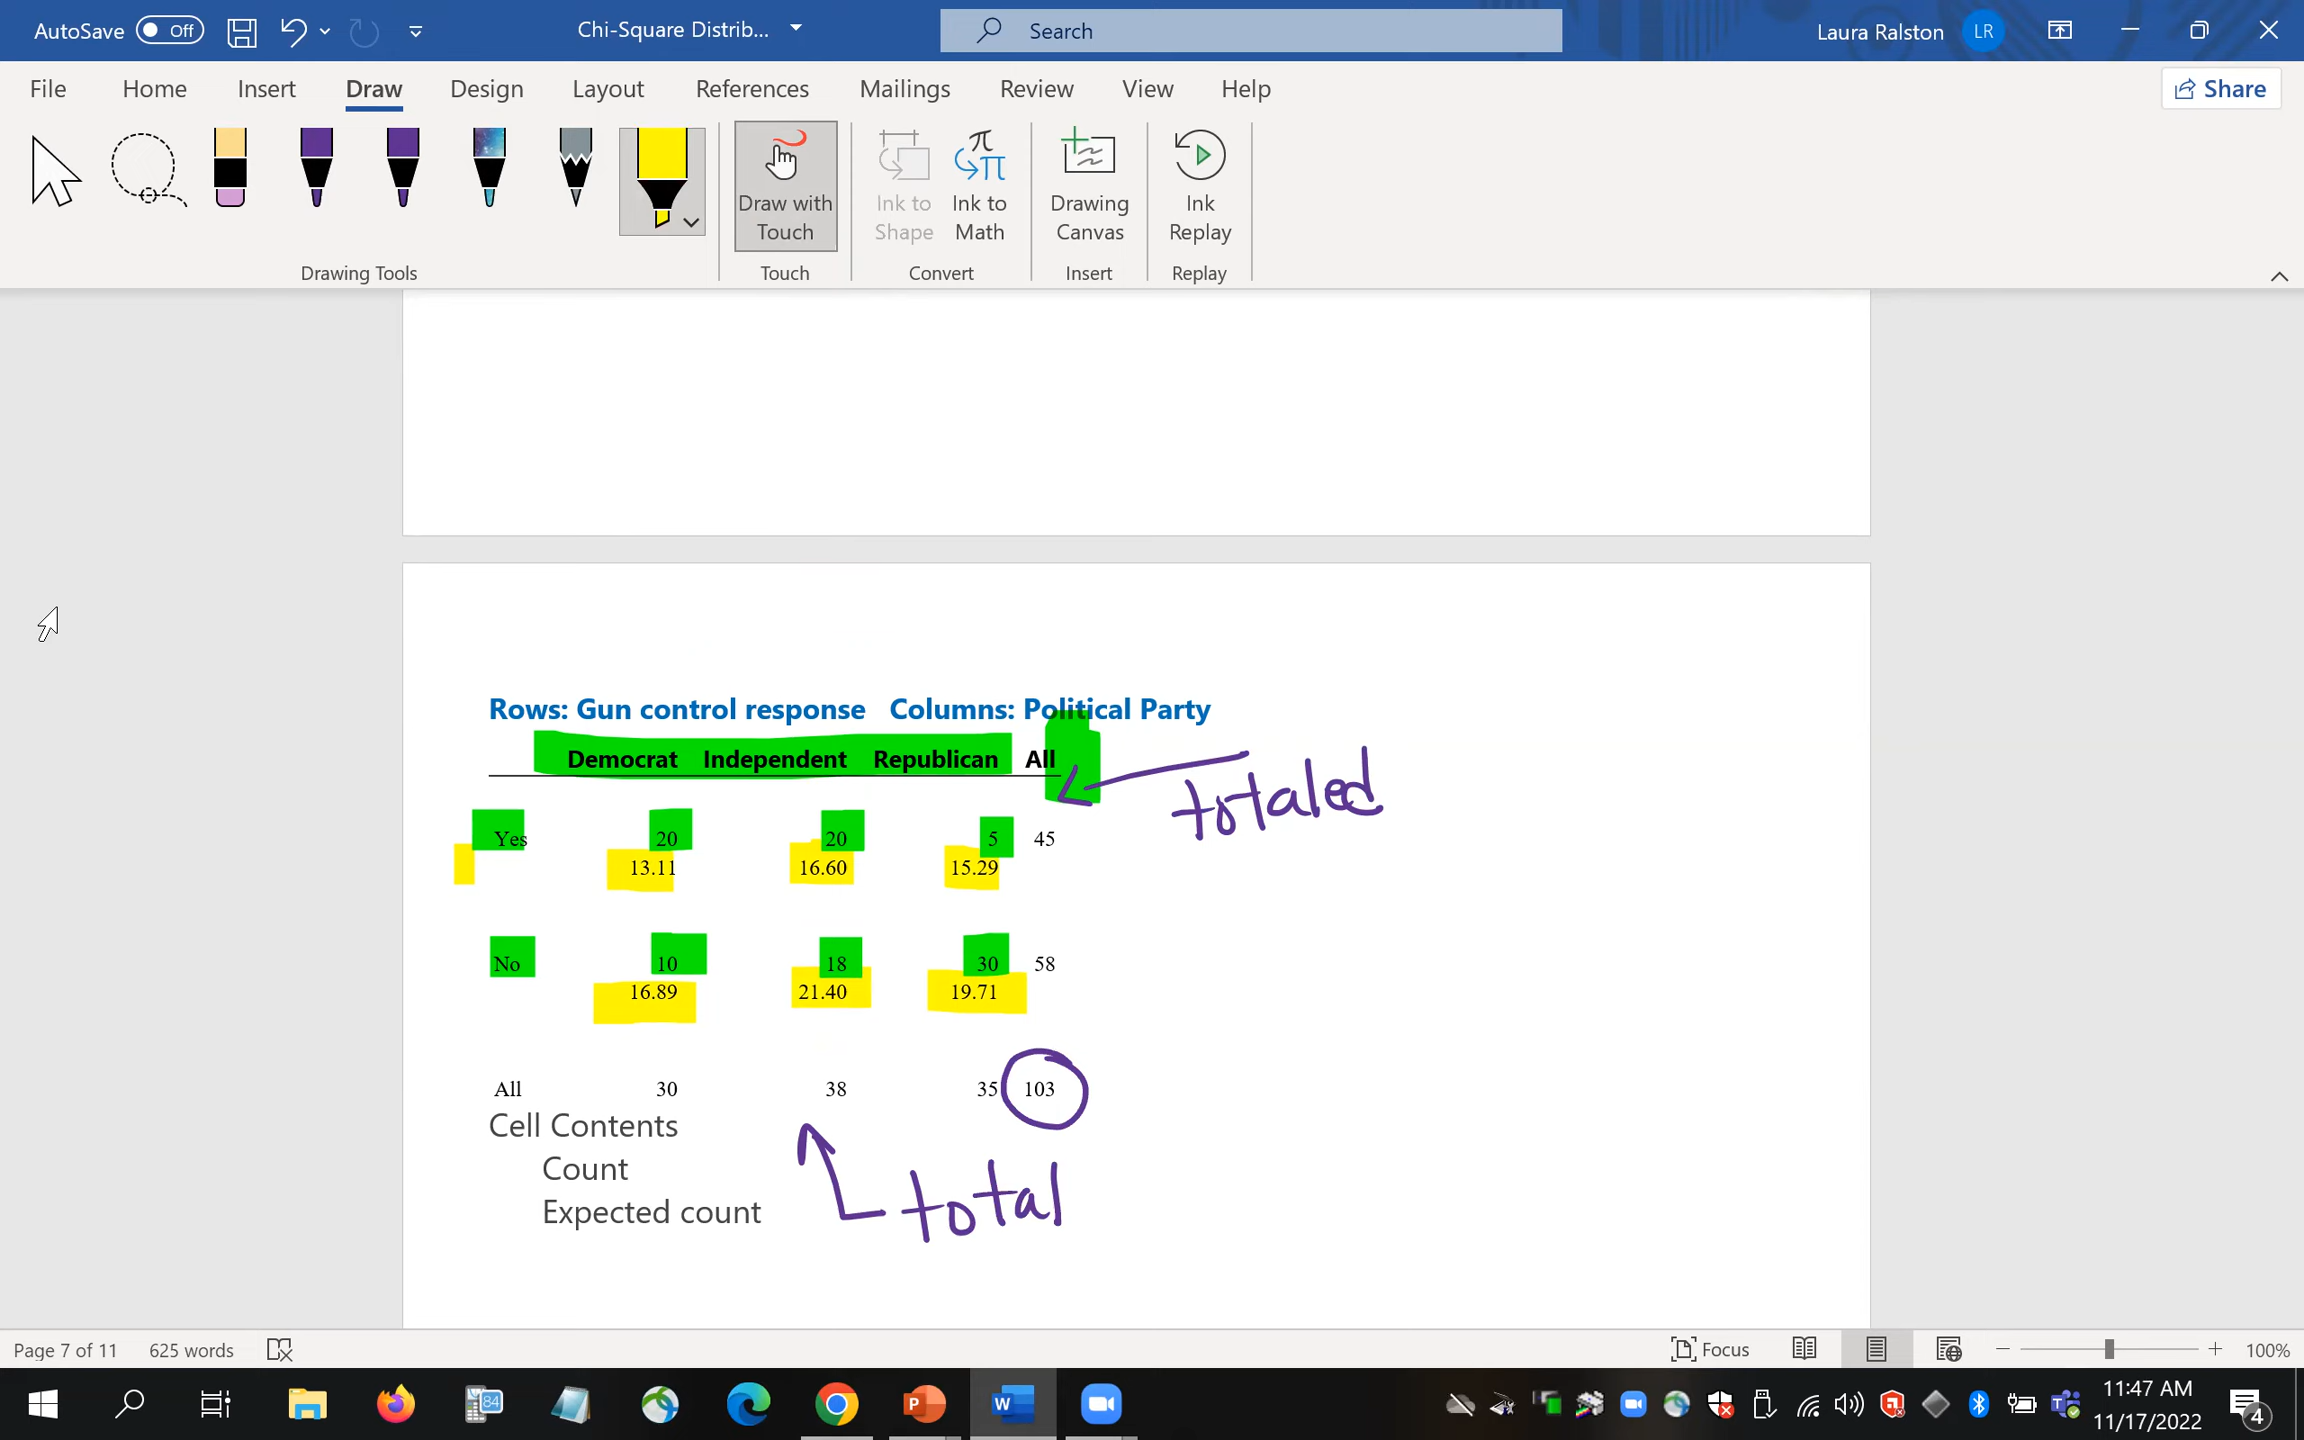 AutoSave Off Chi-Square Distrib... Search Laura Ralston LR
File Home Insert Draw Design Layout References Mailings Review View Help Share
Draw with Touch
Ink to Shape
Ink to Math
Drawing Canvas
Ink Replay
Drawing Tools Touch Convert Insert Replay
Rows: Gun control response Columns: Political Party
Democrat Independent Republican All
totaled
Yes 20 20 5 45
13.11 16.60 15.29
No 10 18 30 58
16.89 21.40 19.71
All 30 38 35 103
Cell Contents
Count
total
Expected count
Page 7 of 11 625 words Focus 100%
84
11:47 AM
11/17/2022
4